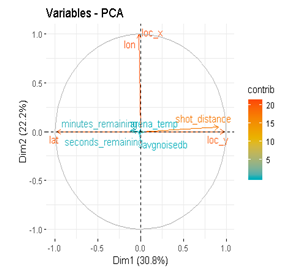 Variables - PCA
loc_x
lon
minutes_remaining
arena_temp
shot_distance
lat
loc_y
seconds_remaining
avgnoisedb
1.0
0.5
0.0
-0.5
-1.0
Dim2 (22.2%)
-1.0
-0.5
0.0
0.5
1.0
Dim1 (30.8%)
contrib
20
15
10
5